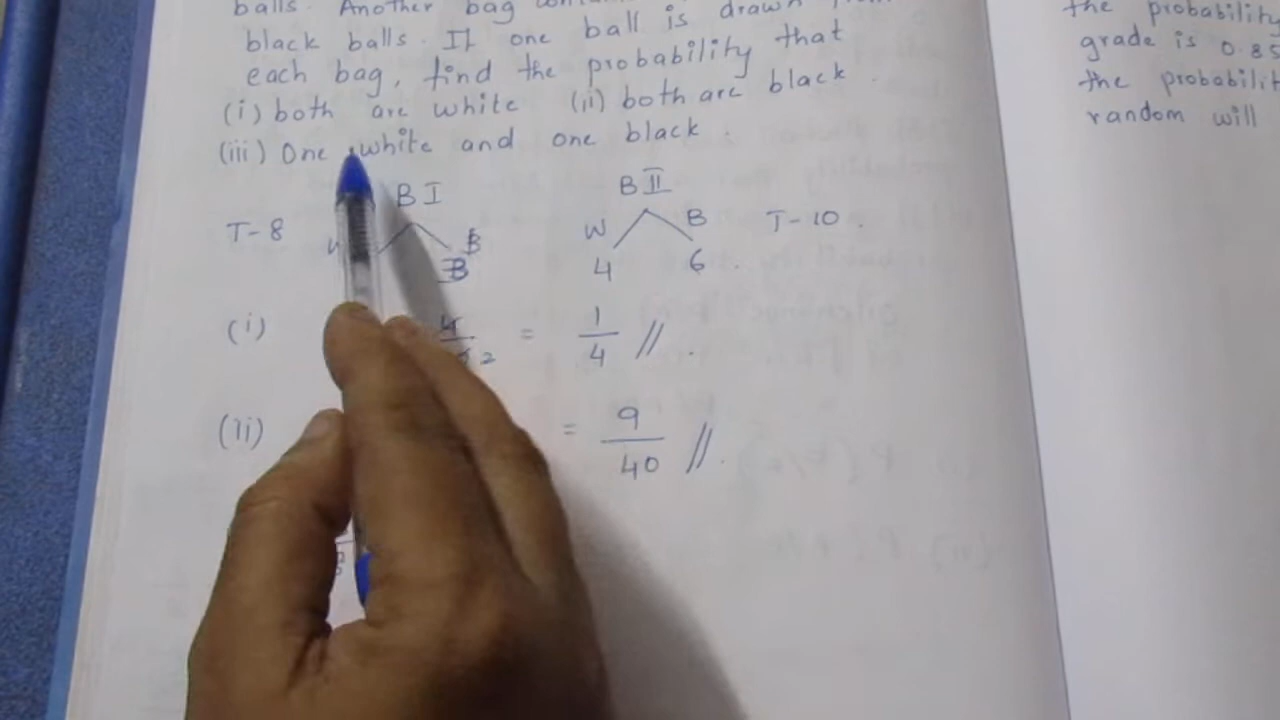 balls. Another bag
black balls. If one ball is drawn from
each bag, find the probability that
(i) both are white (ii) both are black.
(iii) One white and one black.
B I B II
T-8 B W B T-10.
B 4 6
(i) = 1/4 //.
(ii) = 9/40 //.
the probability
grade is 0.85
the
random will